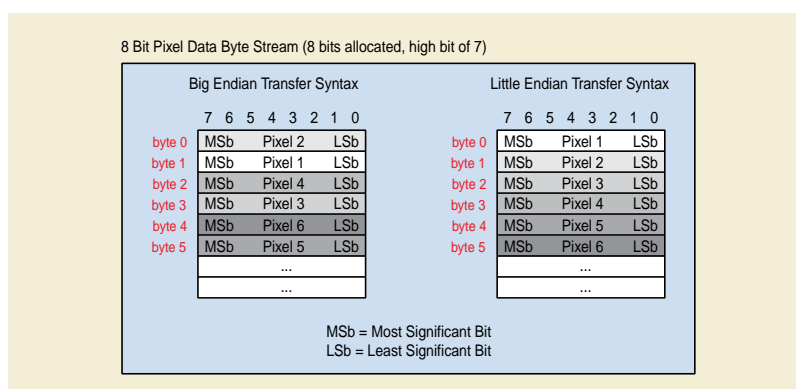 8 Bit Pixel Data Byte Stream (8 bits allocated, high bit of 7)
Big Endian Transfer Syntax
7 6 5 4 3 2 1 0
byte 0 MSb Pixel 2 LSb
byte 1 MSb Pixel 1 LSb
byte 2 MSb Pixel 4 LSb
byte 3 MSb Pixel 3 LSb
byte 4 MSb Pixel 6 LSb
byte 5 MSb Pixel 5 LSb
...
...
Little Endian Transfer Syntax
7 6 5 4 3 2 1 0
byte 0 MSb Pixel 1 LSb
byte 1 MSb Pixel 2 LSb
byte 2 MSb Pixel 3 LSb
byte 3 MSb Pixel 4 LSb
byte 4 MSb Pixel 5 LSb
byte 5 MSb Pixel 6 LSb
...
...
MSb = Most Significant Bit
LSb = Least Significant Bit